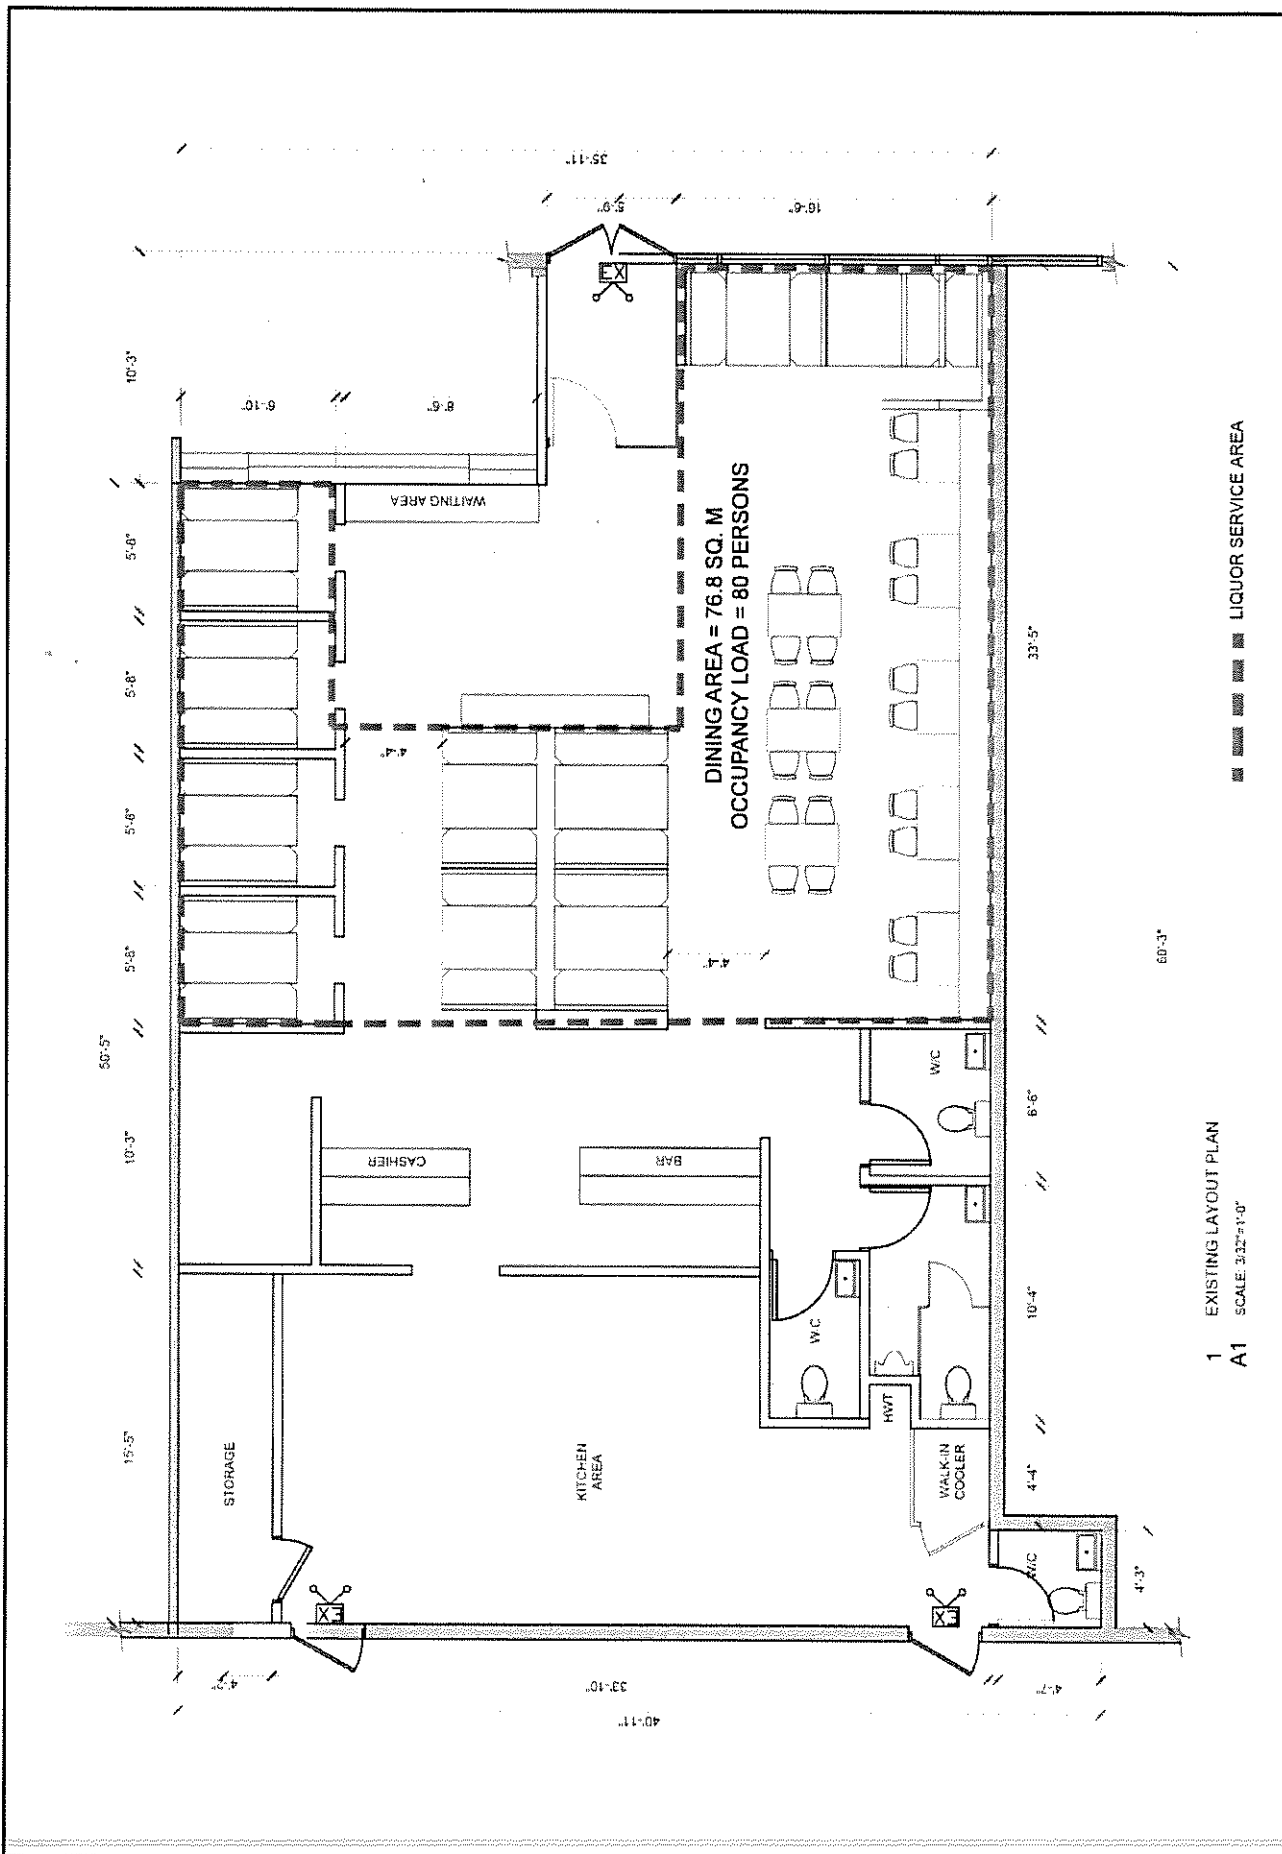 35'-11"
5'-9"
16'-6"
10'-3"
6'-10"
8'-6"
EX
WAITING AREA
5'-8"
5'-8"
5'-8"
5'-8"
4'-4"
DINING AREA = 76.8 SQ. M
OCCUPANCY LOAD = 80 PERSONS
4'-4"
33'-5"
60'-3"
50'-5"
10'-3"
CASHIER
BAR
W/C
6'-6"
W.C
10'-4"
HWT
15'-5"
STORAGE
KITCHEN
AREA
WALK-IN
COOLER
4'-4"
W/C
4'-3"
EX
EX
4'-2"
33'-10"
4'-7"
40'-11"
LIQUOR SERVICE AREA
1 EXISTING LAYOUT PLAN
A1 SCALE: 3/32"=1'-0"